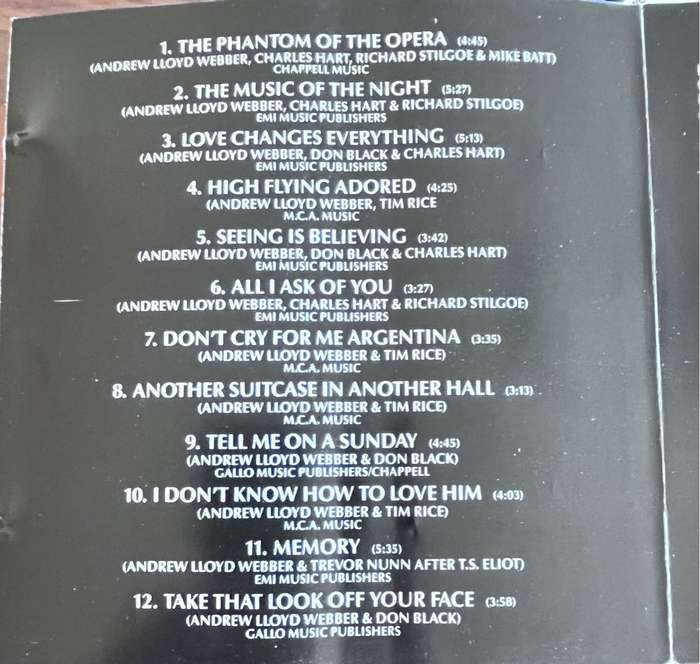 1. THE PHANTOM OF THE OPERA (4:45)
(ANDREW LLOYD WEBBER, CHARLES HART, RICHARD STILGOE & MIKE BATT)
CHAPPELL MUSIC
2. THE MUSIC OF THE NIGHT (5:27)
(ANDREW LLOYD WEBBER, CHARLES HART & RICHARD STILGOE)
EMI MUSIC PUBLISHERS
3. LOVE CHANGES EVERYTHING (5:13)
(ANDREW LLOYD WEBBER, DON BLACK & CHARLES HART)
EMI MUSIC PUBLISHERS
4. HIGH FLYING ADORED (4:25)
(ANDREW LLOYD WEBBER, TIM RICE
M.C.A. MUSIC
5. SEEING IS BELIEVING (3:42)
(ANDREW LLOYD WEBBER, DON BLACK & CHARLES HART)
EMI MUSIC PUBLISHERS
6. ALL I ASK OF YOU (3:27)
(ANDREW LLOYD WEBBER, CHARLES HART & RICHARD STILGOE)
EMI MUSIC PUBLISHERS
7. DON'T CRY FOR ME ARGENTINA (3:35)
(ANDREW LLOYD WEBBER & TIM RICE)
M.C.A. MUSIC
8. ANOTHER SUITCASE IN ANOTHER HALL (3:13)
(ANDREW LLOYD WEBBER & TIM RICE)
M.C.A. MUSIC
9. TELL ME ON A SUNDAY (4:45)
(ANDREW LLOYD WEBBER & DON BLACK)
GALLO MUSIC PUBLISHERS/CHAPPELL
10. I DON'T KNOW HOW TO LOVE HIM (4:03)
(ANDREW LLOYD WEBBER & TIM RICE)
M.C.A. MUSIC
11. MEMORY (5:35)
(ANDREW LLOYD WEBBER & TREVOR NUNN AFTER T.S. ELIOT)
EMI MUSIC PUBLISHERS
12. TAKE THAT LOOK OFF YOUR FACE (3:58)
(ANDREW LLOYD WEBBER & DON BLACK)
GALLO MUSIC PUBLISHERS